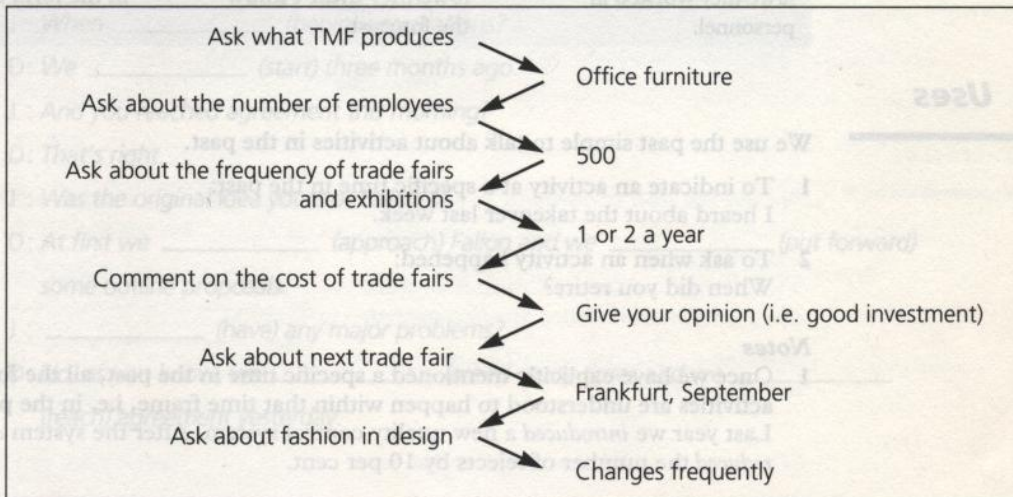 Ask what TMF produces
Office furniture
Ask about the number of employees
500
Ask about the frequency of trade fairs
and exhibitions
1 or 2 a year
Comment on the cost of trade fairs
Give your opinion (i.e. good investment)
Ask about next trade fair
Frankfurt, September
Ask about fashion in design
Changes frequently
personnel.
When
D: We (start) three months ago.
J: And you reached agreement this morning?
D: That's right
J: Was the original idea
D: At first we (approach) Fallon and we (put forward)
some outline proposals.
J: (have) any major problems?
Uses
We use the past simple to talk about activities in the past.
1 To indicate an activity at a specific time in the past:
I heard about the takeover last week.
2 To ask when an activity happened:
When did you retire?
Notes
1 Once we have explicitly mentioned a specific time in the past, all the
activities are understood to happen within that time frame, i.e. in the
Last year we introduced a new after the system
reduced the number of rejects by 10 per cent.